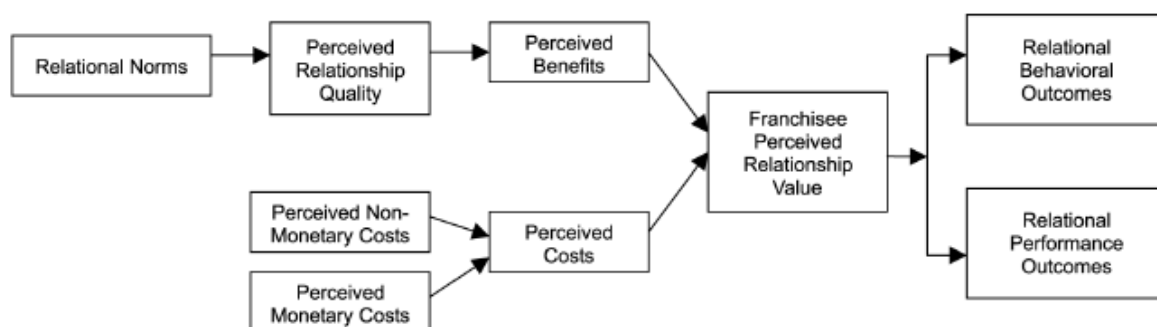 Relational Norms
Perceived
Relationship
Quality
Perceived
Benefits
Franchisee
Perceived
Relationship
Value
Relational
Behavioral
Outcomes
Perceived Non-
Monetary Costs
Perceived
Costs
Perceived
Monetary Costs
Relational
Performance
Outcomes